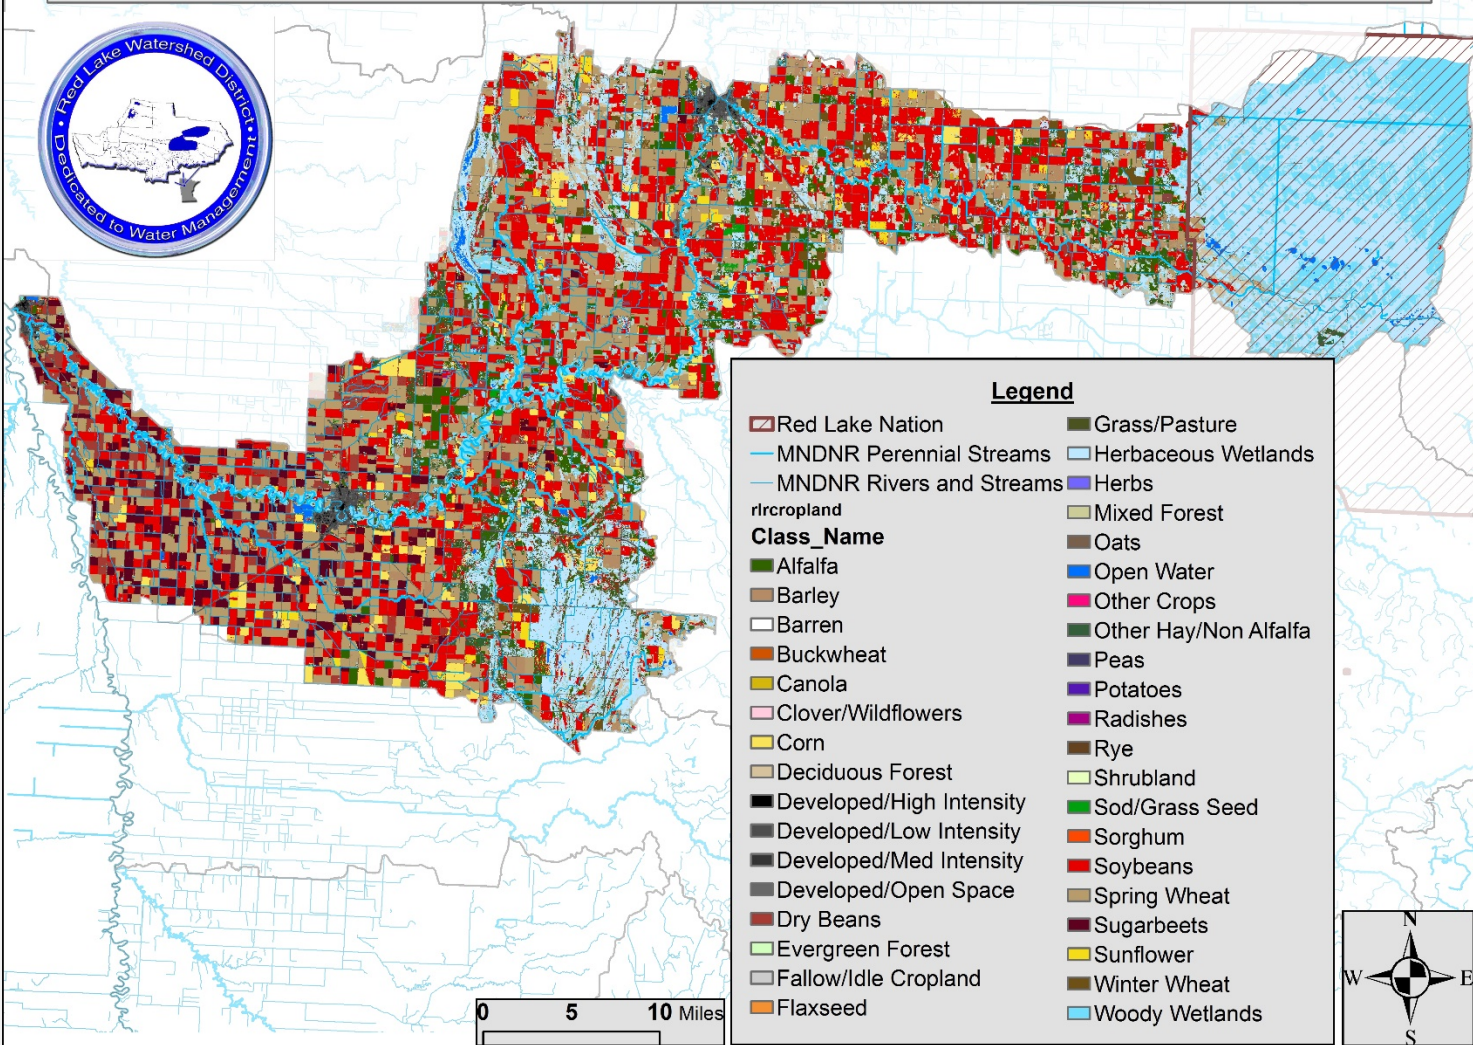 • Red Lake Watershed District •
Dedicated to Water Management
Legend
Red Lake Nation
MNDNR Perennial Streams
MNDNR Rivers and Streams
rlrcropland
Class_Name
Alfalfa
Barley
Barren
Buckwheat
Canola
Clover/Wildflowers
Corn
Deciduous Forest
Developed/High Intensity
Developed/Low Intensity
Developed/Med Intensity
Developed/Open Space
Dry Beans
Evergreen Forest
Fallow/Idle Cropland
Flaxseed
Grass/Pasture
Herbaceous Wetlands
Herbs
Mixed Forest
Oats
Open Water
Other Crops
Other Hay/Non Alfalfa
Peas
Potatoes
Radishes
Rye
Shrubland
Sod/Grass Seed
Sorghum
Soybeans
Spring Wheat
Sugarbeets
Sunflower
Winter Wheat
Woody Wetlands
0 5 10 Miles
N
W E
S